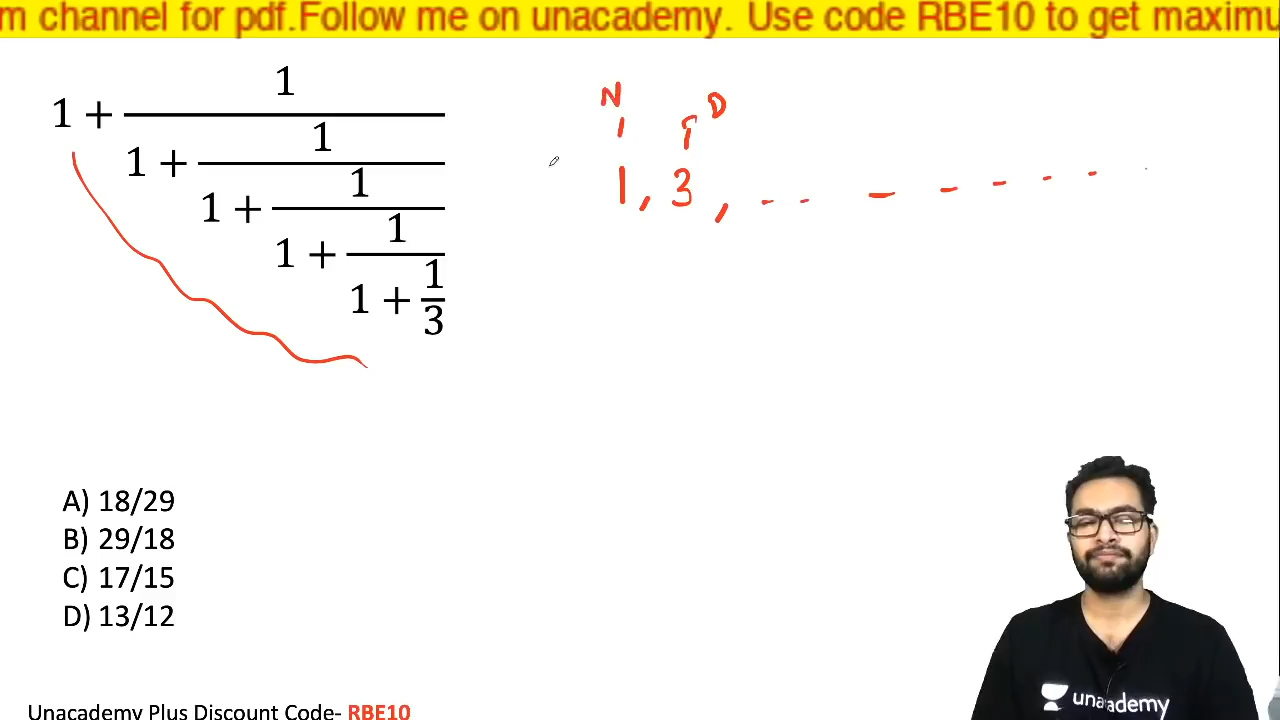 m channel for pdf.Follow me on unacademy. Use code RBE10 to get maximu
1 + 1
1 + 1
1 + 1
1 + 1
1 + 1
3
N D
1, 3, .. - - - - -
A) 18/29
B) 29/18
C) 17/15
D) 13/12
unacademy
Unacademy Plus Discount Code- RBE10